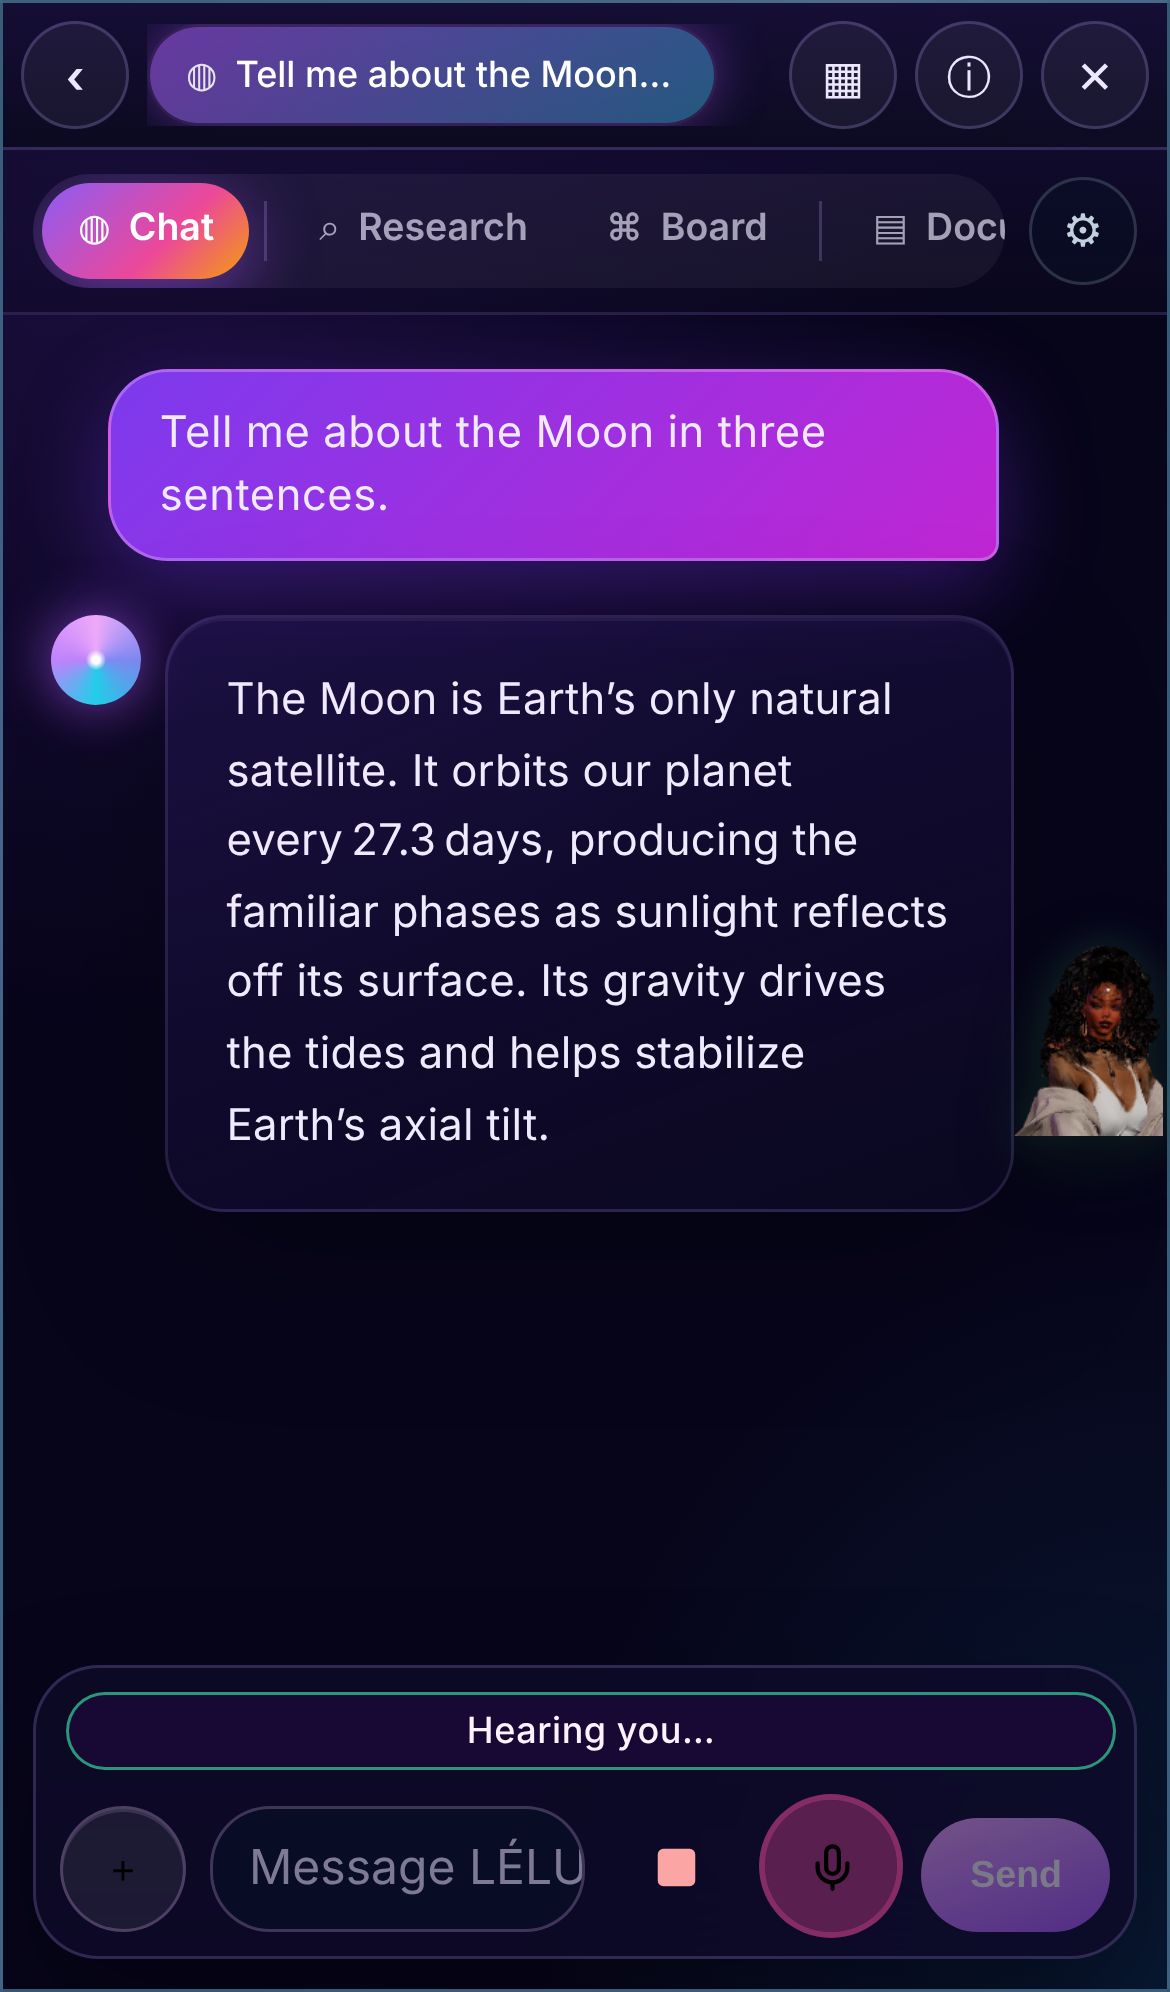 Tell me about the Moon...
Chat
Research
Board
Docu
Tell me about the Moon in three
sentences.
The Moon is Earth’s only natural
satellite. It orbits our planet
every 27.3 days, producing the
familiar phases as sunlight reflects
off its surface. Its gravity drives
the tides and helps stabilize
Earth’s axial tilt.
Hearing you...
Message LÉLU
Send